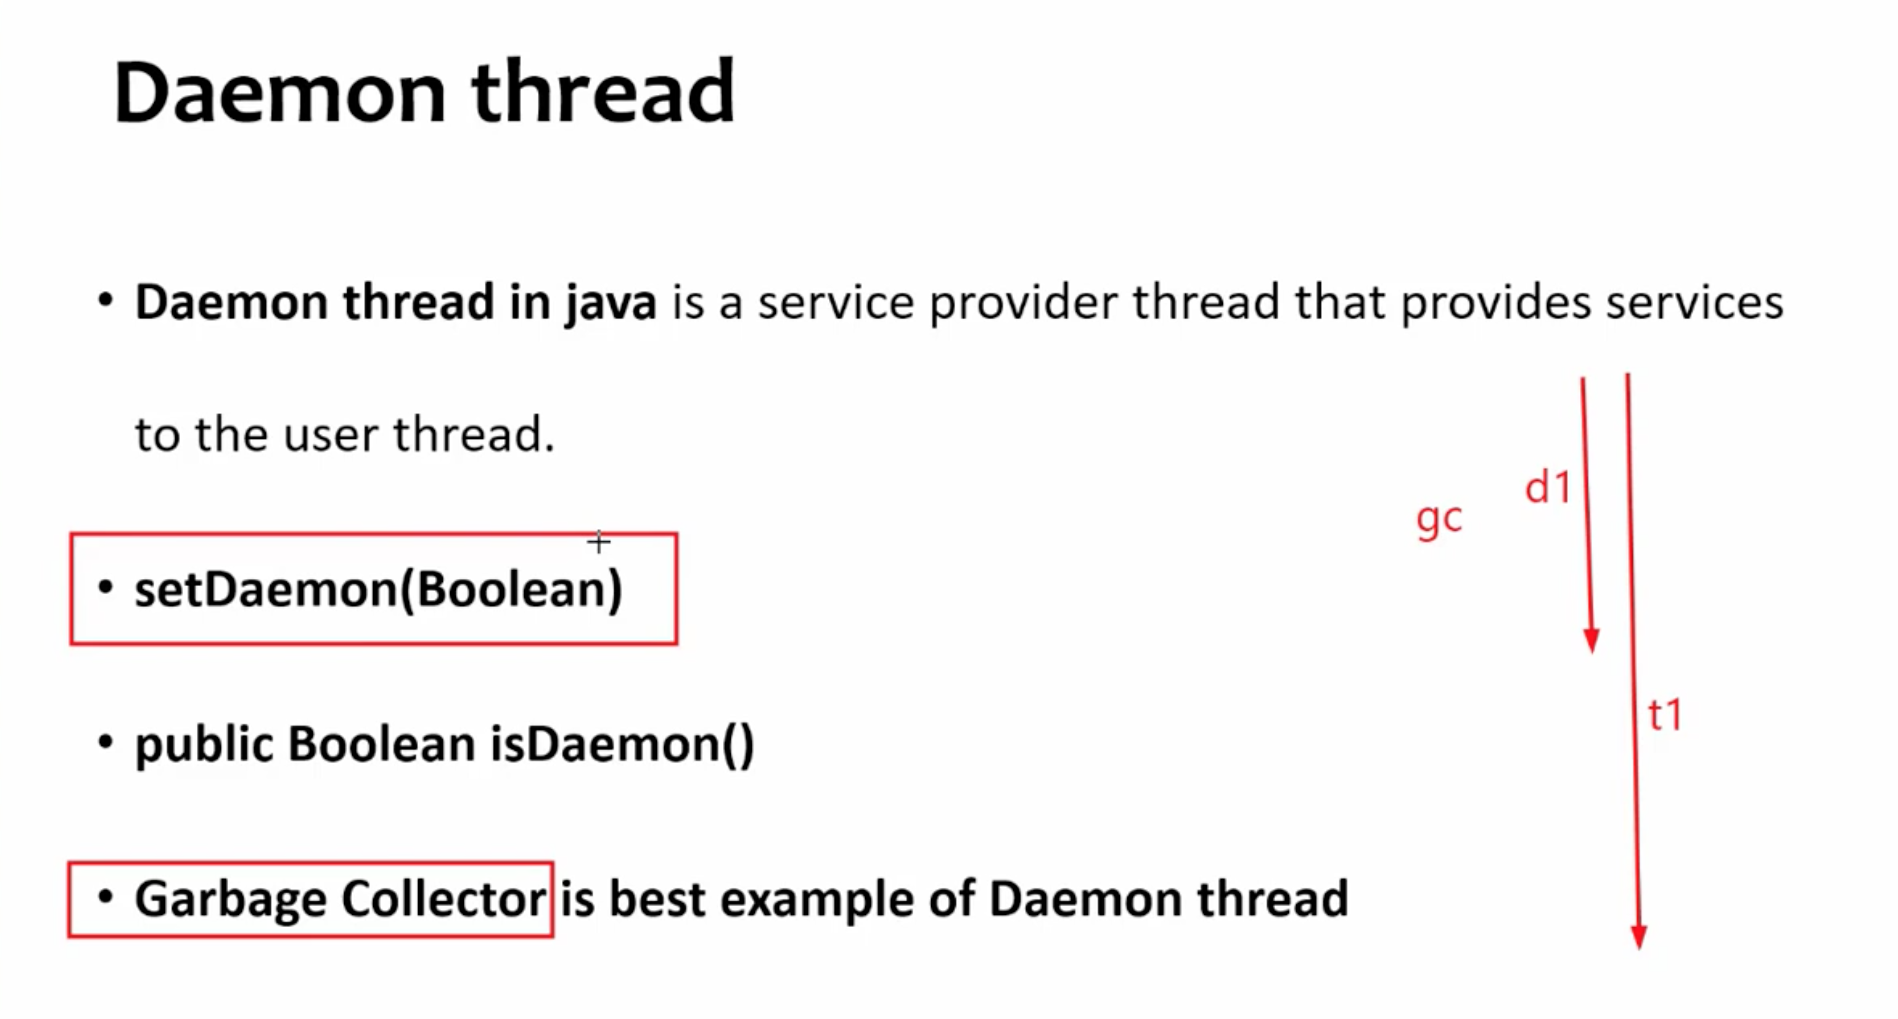 Daemon thread
• Daemon thread in java is a service provider thread that provides services
to the user thread.
d1
gc
• setDaemon(Boolean)
t1
• public Boolean isDaemon()
• Garbage Collector is best example of Daemon thread